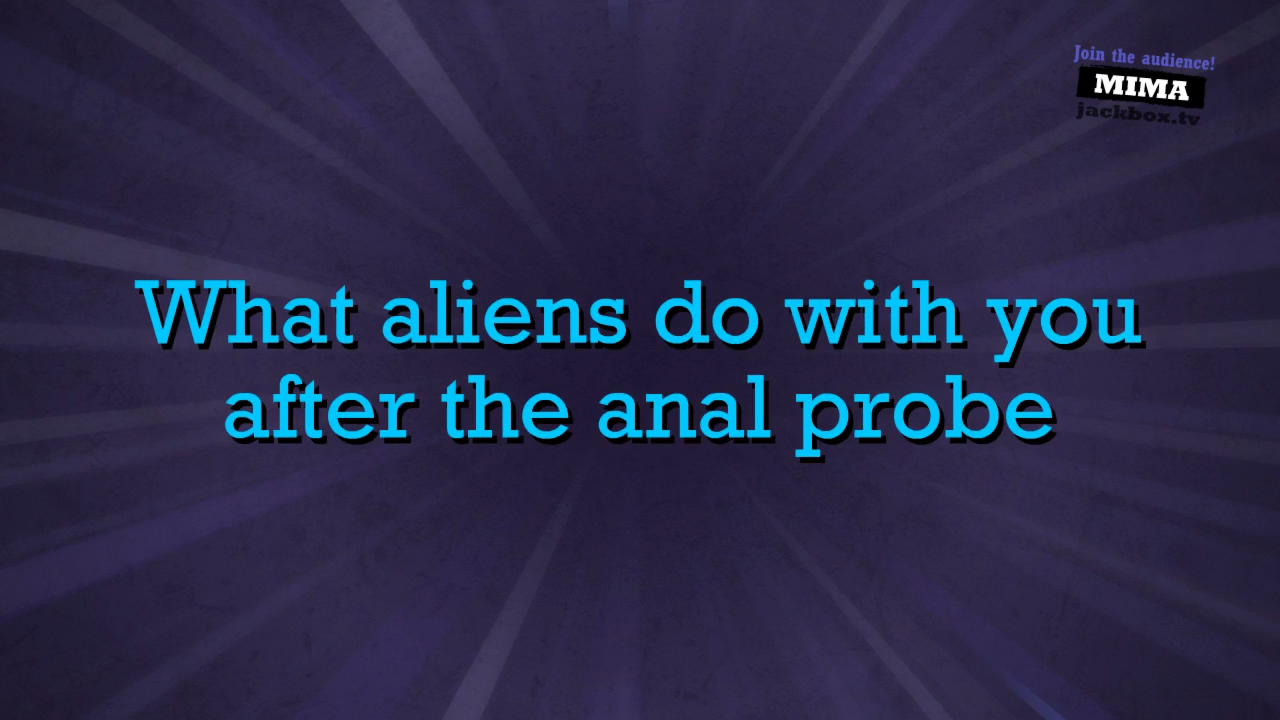 Join the audience!
MIMA
jackbox.tv
What aliens do with you
after the anal probe